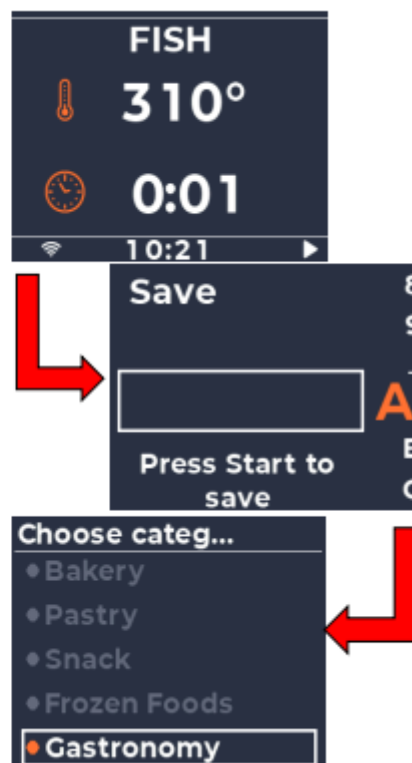 FISH
310°
0:01
10:21
Save
A
Press Start to
save
Choose categ...
Bakery
Pastry
Snack
Frozen Foods
Gastronomy